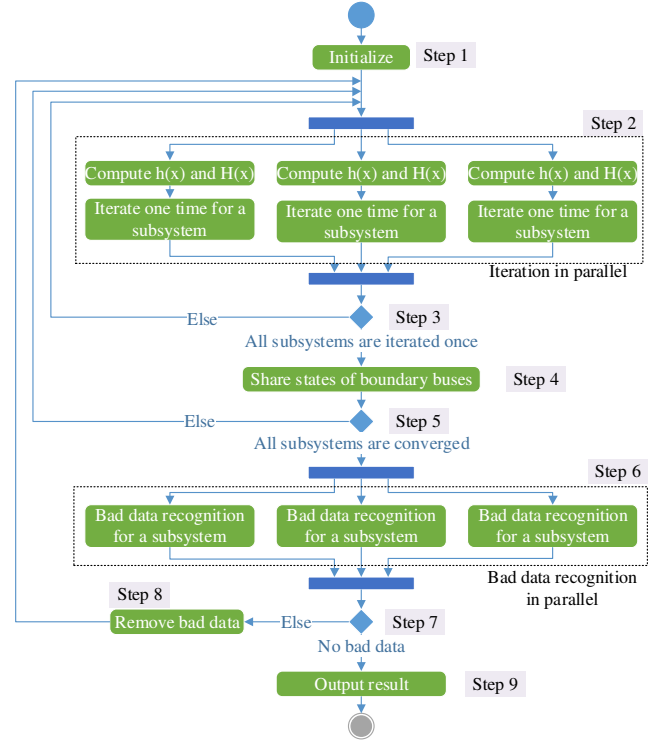 Step 1
Initialize
Step 2
Compute h(x) and H(x)
Compute h(x) and H(x)
Compute h(x) and H(x)
Iterate one time for a
subsystem
Iterate one time for a
subsystem
Iterate one time for a
subsystem
Iteration in parallel
Else
Step 3
All subsystems are iterated once
Share states of boundary buses
Step 4
Else
Step 5
All subsystems are converged
Step 6
Bad data recognition
for a subsystem
Bad data recognition
for a subsystem
Bad data recognition
for a subsystem
Bad data recognition
in parallel
Step 8
Remove bad data
Else
Step 7
No bad data
Output result
Step 9